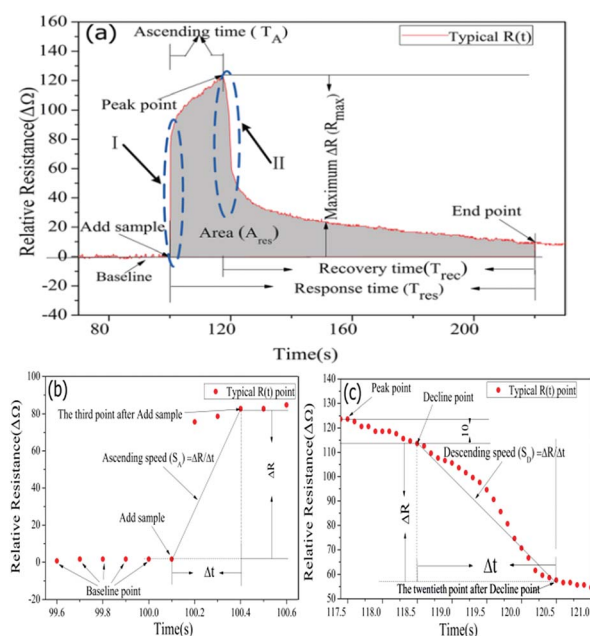 (a)
Ascending time ( T_A )
Typical R(t)
Peak point
I
II
Maximum ΔR (R_max)
Add sample
Area (A_res)
End point
Baseline
Recovery time(T_rec)
Response time (T_res)
Relative Resistance(ΔΩ)
160
140
120
100
80
60
40
20
0
-20
-40
80 120 160 200
Time(s)
(b)
Typical R(t) point
The third point after Add sample
Ascending speed (S_A)=ΔR/Δt
ΔR
Add sample
Δt
Baseline point
Relative Resistance(ΔΩ)
100
80
60
40
20
0
-20
99.6 99.8 100.0 100.2 100.4 100.6
Time(s)
(c)
Typical R(t) point
Peak point
Decline point
10
Descending speed (S_D)=ΔR/Δt
ΔR
Δt
The twentieth point after Decline point
Relative Resistance(ΔΩ)
150
140
130
120
110
100
90
80
70
60
50
117.5 118.0 118.5 119.0 119.5 120.0 120.5 121.0
Time(s)